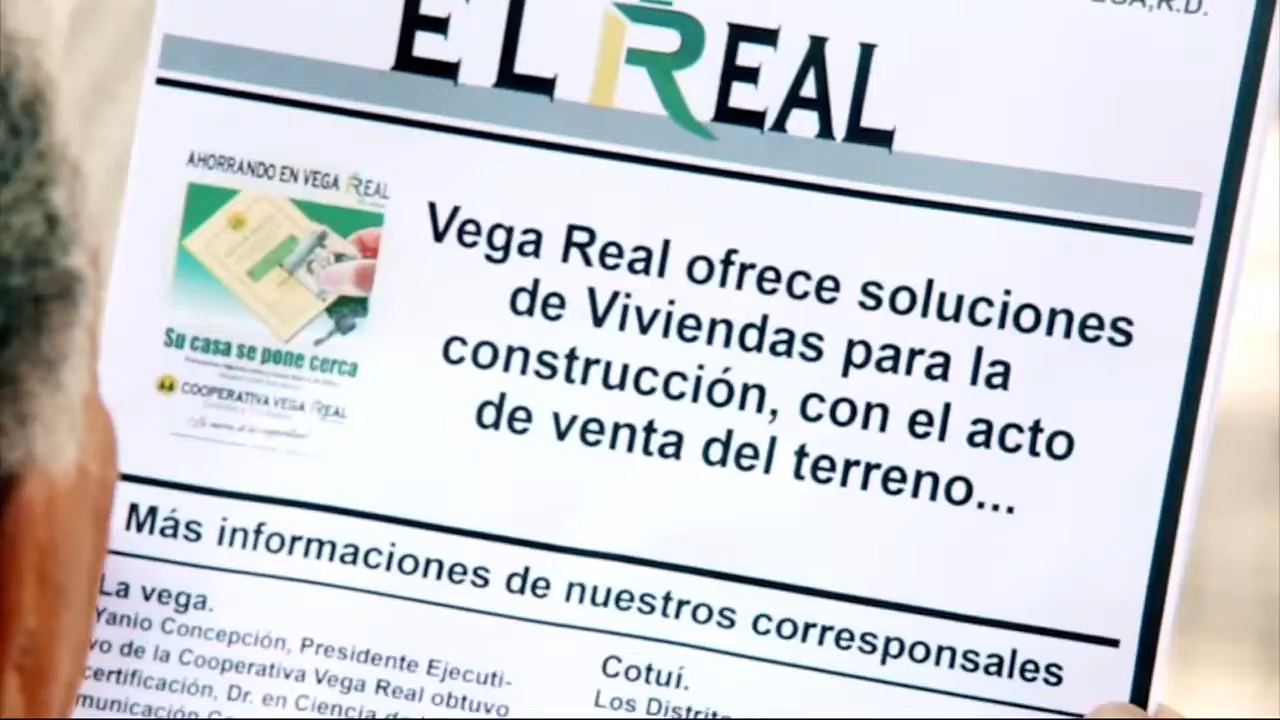 R.D.
EL REAL
AHORRANDO EN VEGA REAL
Su casa se pone cerca
COOPERATIVA VEGA REAL
Vega Real ofrece soluciones
de Viviendas para la
construcción, con el acto
de venta del terreno...
Más informaciones de nuestros corresponsales
La vega.
Yanio Concepción, Presidente Ejecuti-
vo de la Cooperativa Vega Real obtuvo
certificación, Dr. en Ciencia de
Cotuí.
Los